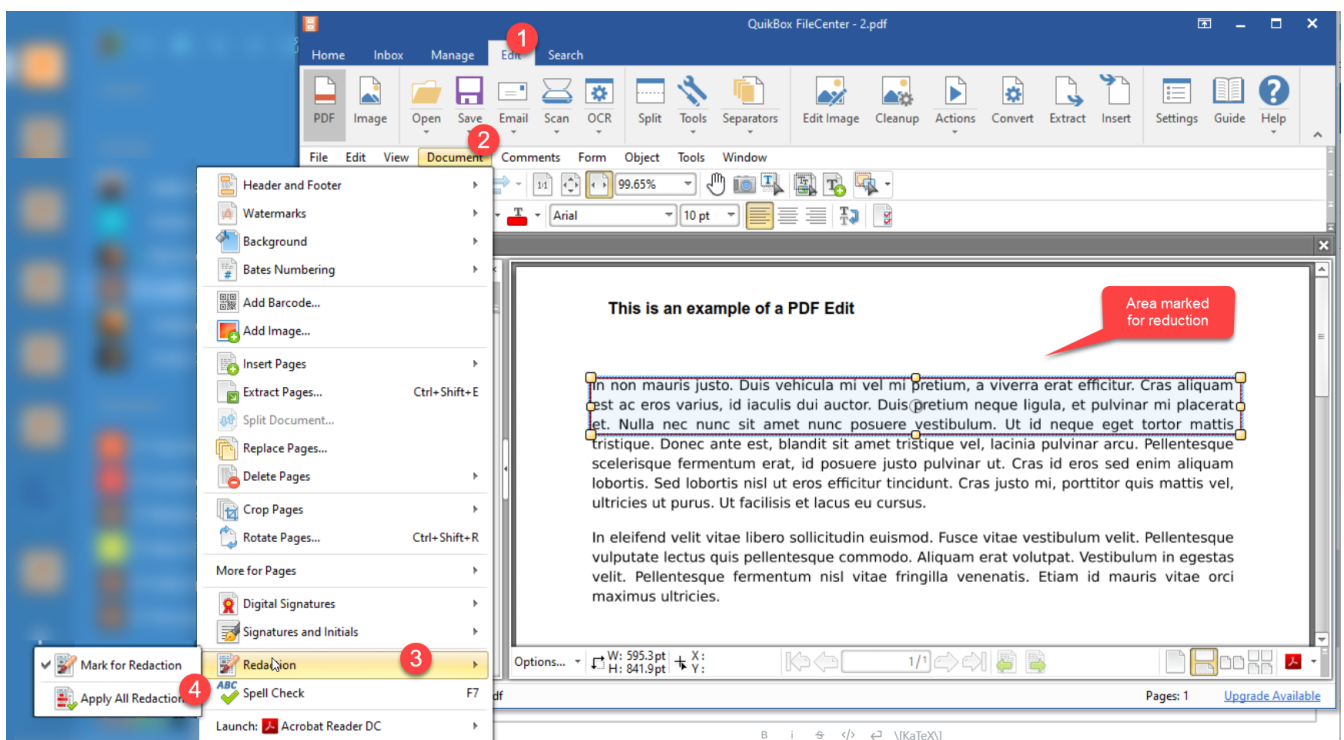 QuikBox FileCenter - 2.pdf
1
Home Inbox Manage Edit Search
PDF Image Open Save Email Scan OCR Split Tools Separators Edit Image Cleanup Actions Convert Extract Insert Settings Guide Help
2
File Edit View Document Comments Form Object Tools Window
Header and Footer
1:1 99.65%
Watermarks
Arial 10 pt
Background
Bates Numbering
Add Barcode...
Add Image...
Insert Pages
Extract Pages... Ctrl+Shift+E
Split Document...
Replace Pages...
Delete Pages
Crop Pages
Rotate Pages... Ctrl+Shift+R
More for Pages
Digital Signatures
Signatures and Initials
Redaction 3
Mark for Redaction
Apply All Redaction 4
ABC
Spell Check F7
Launch: Acrobat Reader DC
This is an example of a PDF Edit
Area marked
for reduction
In non mauris justo. Duis vehicula mi vel mi pretium, a viverra erat efficitur. Cras aliquam
est ac eros varius, id iaculis dui auctor. Duis pretium neque ligula, et pulvinar mi placerat
et. Nulla nec nunc sit amet nunc posuere vestibulum. Ut id neque eget tortor mattis
tristique. Donec ante est, blandit sit amet tristique vel, lacinia pulvinar arcu. Pellentesque
scelerisque fermentum erat, id posuere justo pulvinar ut. Cras id eros sed enim aliquam
lobortis. Sed lobortis nisl ut eros efficitur tincidunt. Cras justo mi, porttitor quis mattis vel,
ultricies ut purus. Ut facilisis et lacus eu cursus.
In eleifend velit vitae libero sollicitudin euismod. Fusce vitae vestibulum velit. Pellentesque
vulputate lectus quis pellentesque commodo. Aliquam erat volutpat. Vestibulum in egestas
velit. Pellentesque fermentum nisl vitae fringilla venenatis. Etiam id mauris vitae orci
maximus ultricies.
Options... W: 595.3pt X:
H: 841.9pt Y:
1/1
df Pages: 1 Upgrade Available
B i S </> \[KaTeX\]